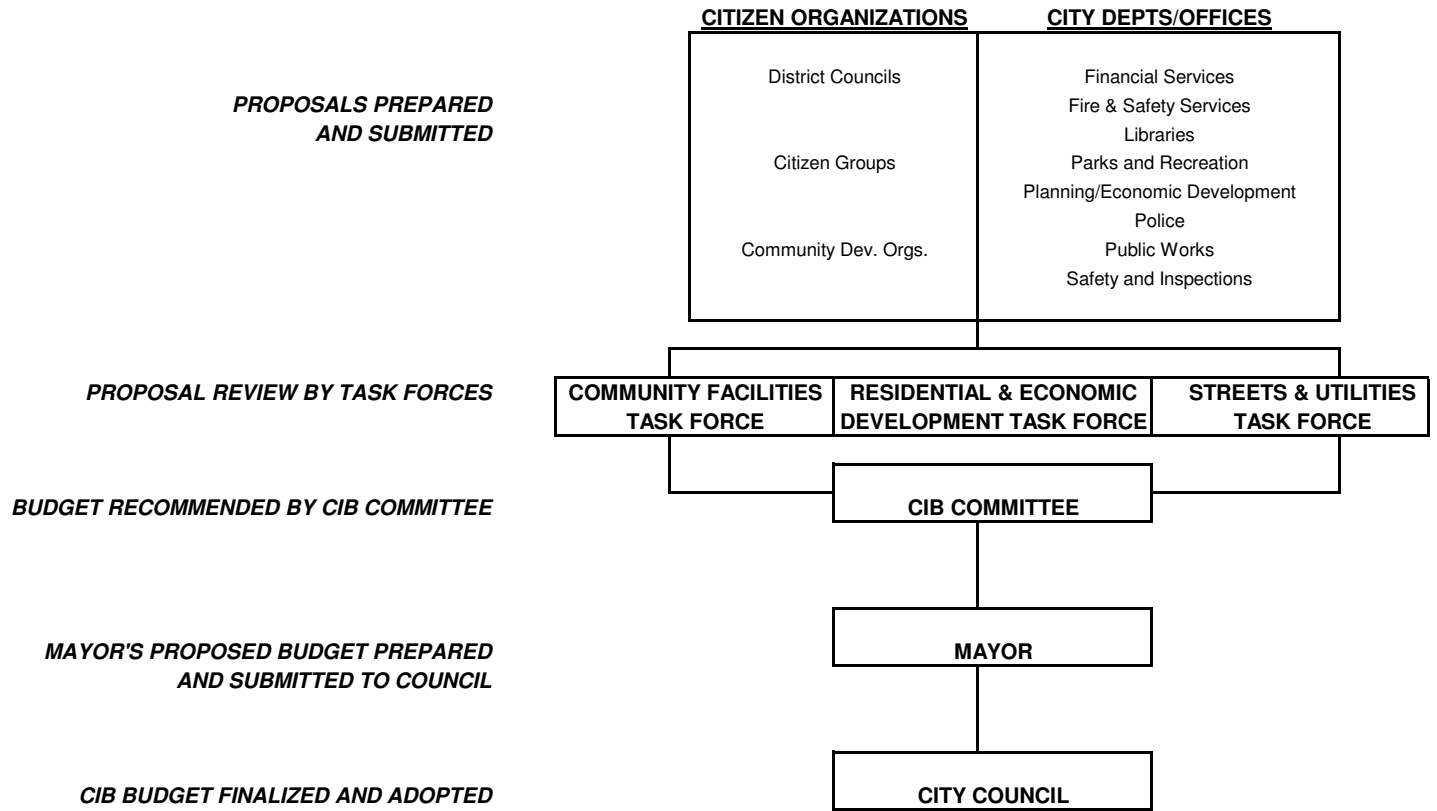 CITIZEN ORGANIZATIONS
CITY DEPTS/OFFICES
PROPOSALS PREPARED
AND SUBMITTED
District Councils
Citizen Groups
Community Dev. Orgs.
Financial Services
Fire & Safety Services
Libraries
Parks and Recreation
Planning/Economic Development
Police
Public Works
Safety and Inspections
PROPOSAL REVIEW BY TASK FORCES
COMMUNITY FACILITIES
TASK FORCE
RESIDENTIAL & ECONOMIC
DEVELOPMENT TASK FORCE
STREETS & UTILITIES
TASK FORCE
BUDGET RECOMMENDED BY CIB COMMITTEE
CIB COMMITTEE
MAYOR'S PROPOSED BUDGET PREPARED
AND SUBMITTED TO COUNCIL
MAYOR
CIB BUDGET FINALIZED AND ADOPTED
CITY COUNCIL